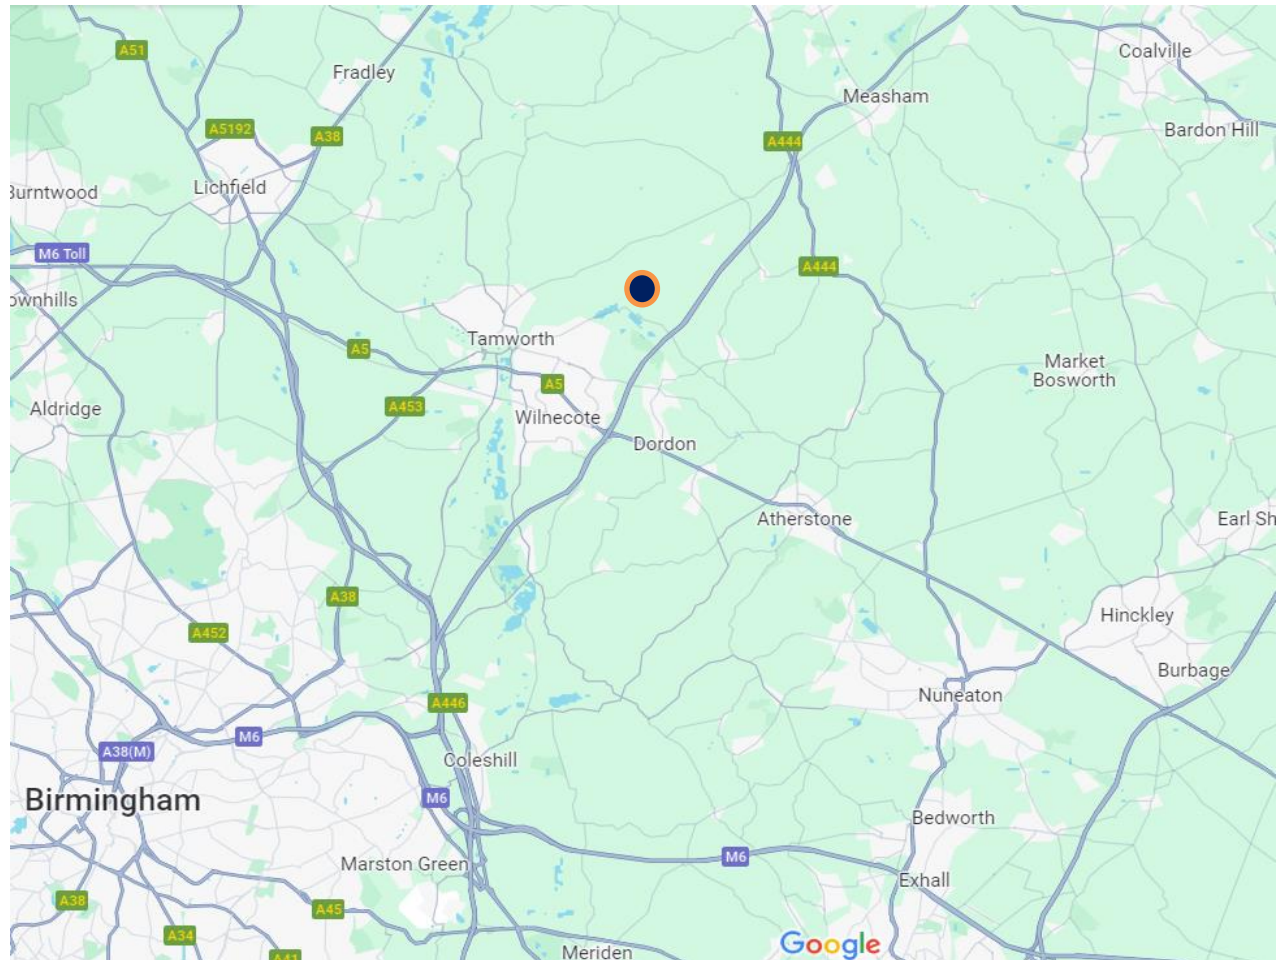 A51
Coalville
Fradley
Measham
A5192
A38
A444
Bardon Hill
Burntwood
Lichfield
M6 Toll
A444
ownhills
Tamworth
A5
Market
Bosworth
A5
A453
Aldridge
Wilnecote
Dordon
Atherstone
Earl Sh
A38
Hinckley
A452
Burbage
Nuneaton
A446
M6
A38(M)
Coleshill
M6
Birmingham
Bedworth
M6
Marston Green
Exhall
A38
A45
A34
Google
Meriden
A41